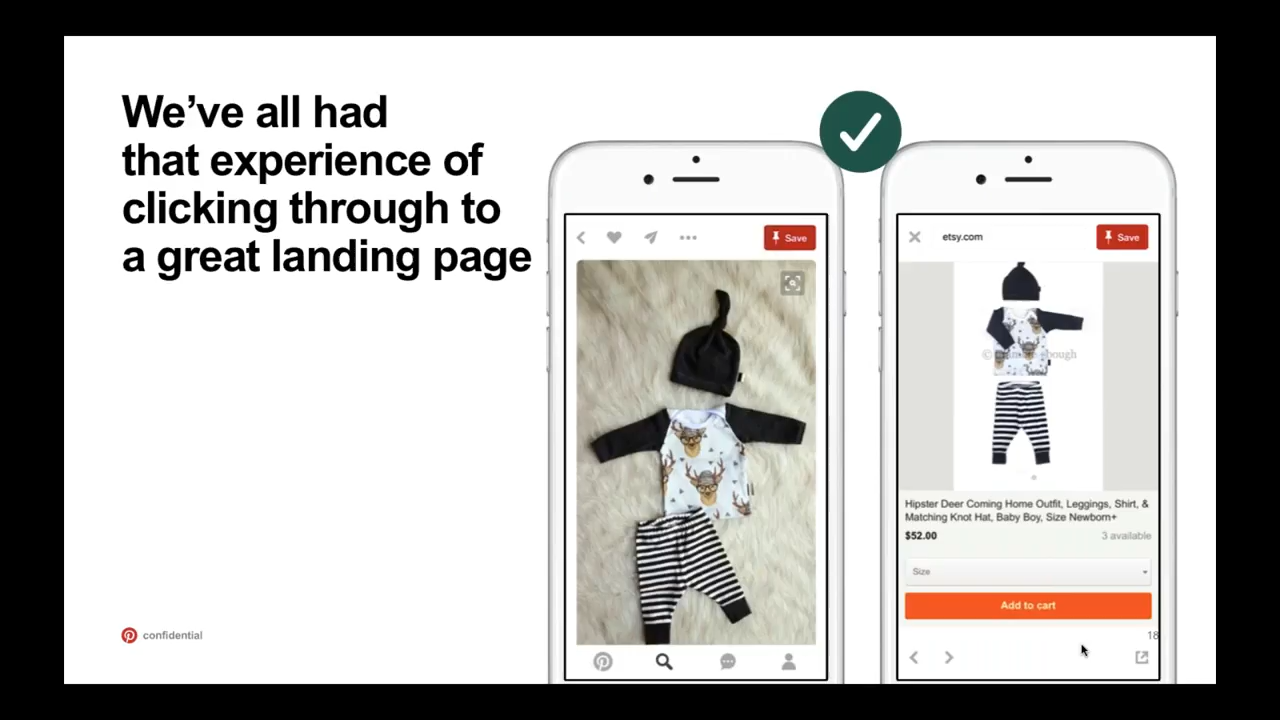 We've all had
that experience of
clicking through to
a great landing page
Save
etsy.com
Save
Hipster Deer Coming Home Outfit, Leggings, Shirt, &
Matching Knot Hat, Baby Boy, Size Newborn+
$52.00
3 available
Size
Add to cart
18
confidential